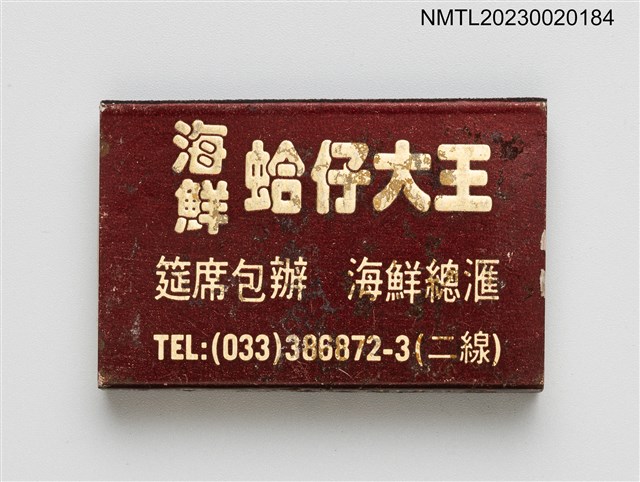 NMTL20230020184
海鮮 蛤仔大王
筵席包辦 海鮮總滙
TEL:(033)386872-3(二線)